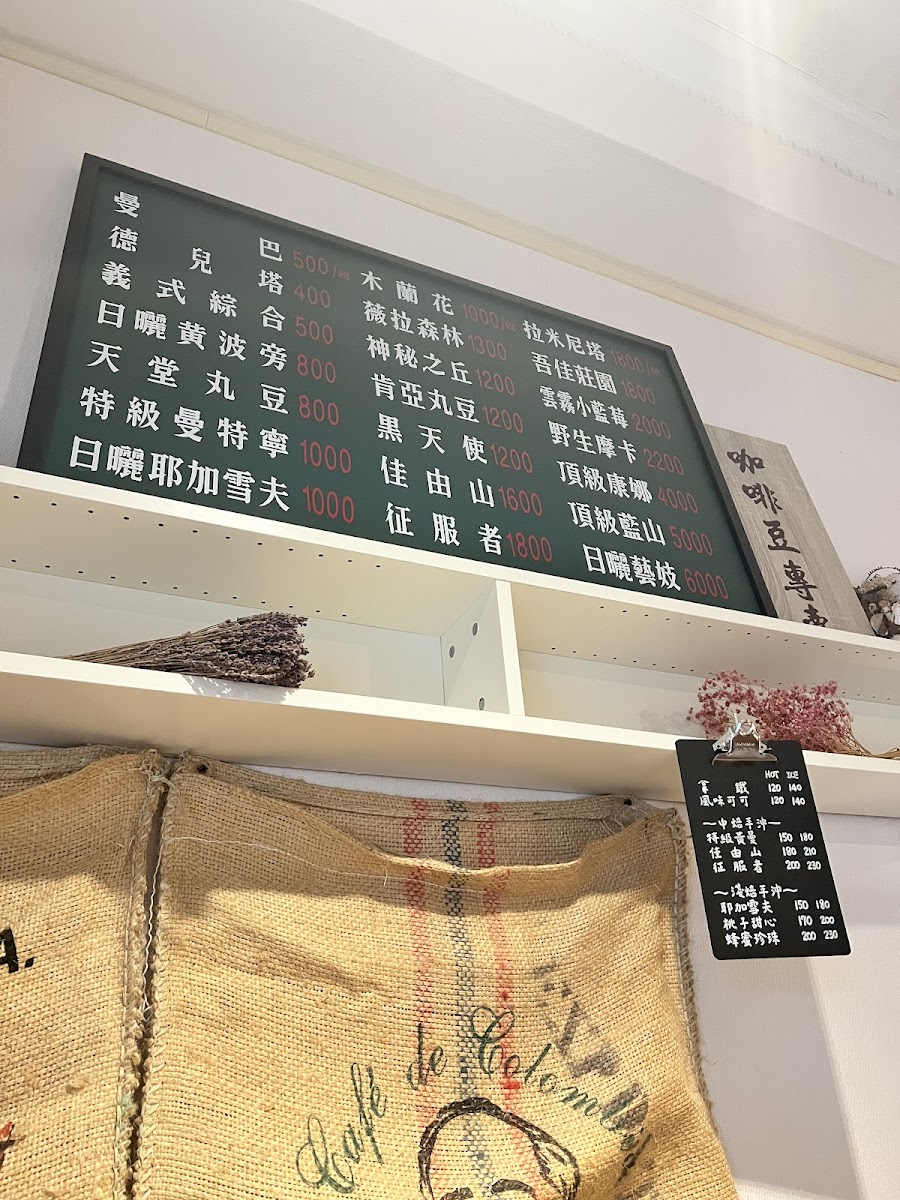 曼巴 500/磅
德兒塔 400
義式綜合 500
日曬黃波旁 800
天堂丸豆 800
特級曼特寧 1000
日曬耶加雪夫 1000
木蘭花 1000/磅
薇拉森林 1300
神秘之丘 1200
肯亞丸豆 1200
黑天使 1200
佳由山 1600
征服者 1800
拉米尼塔 1800/磅
吾佳莊園 1800
雲霧小藍莓 2000
野生摩卡 2200
頂級康娜 4000
頂級藍山 5000
日曬藝妓 6000
咖啡豆專
HOT ICE
拿鐵 120 140
風味可可 120 140
～中焙手沖～
特級黃曼 150 180
佳由山 180 210
征服者 200 230
～淺焙手沖～
耶加雪夫 150 180
桃子甜心 170 200
蜂蜜珍珠 200 230
A.
Café de Colombia